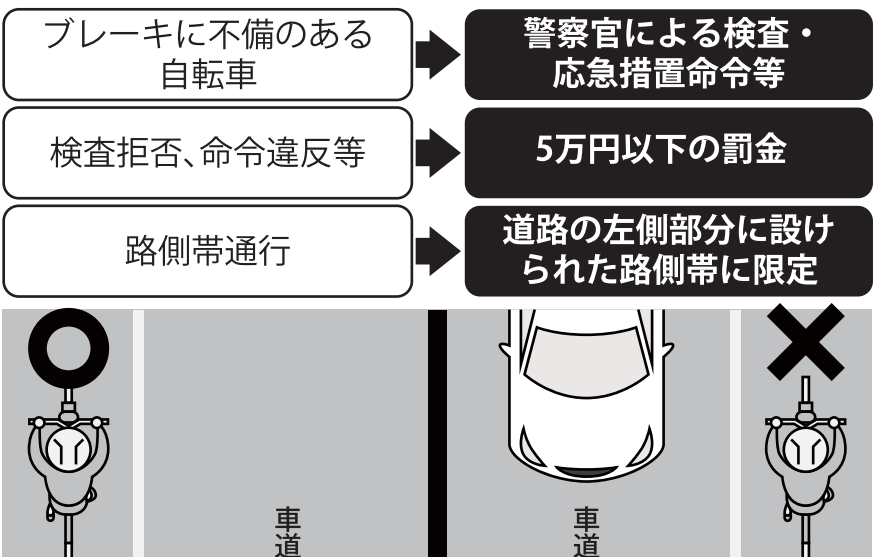 ブレーキに不備のある
自転車
警察官による検査・
応急措置命令等
検査拒否、命令違反等
5万円以下の罰金
路側帯通行
道路の左側部分に設け
られた路側帯に限定
車道
車道